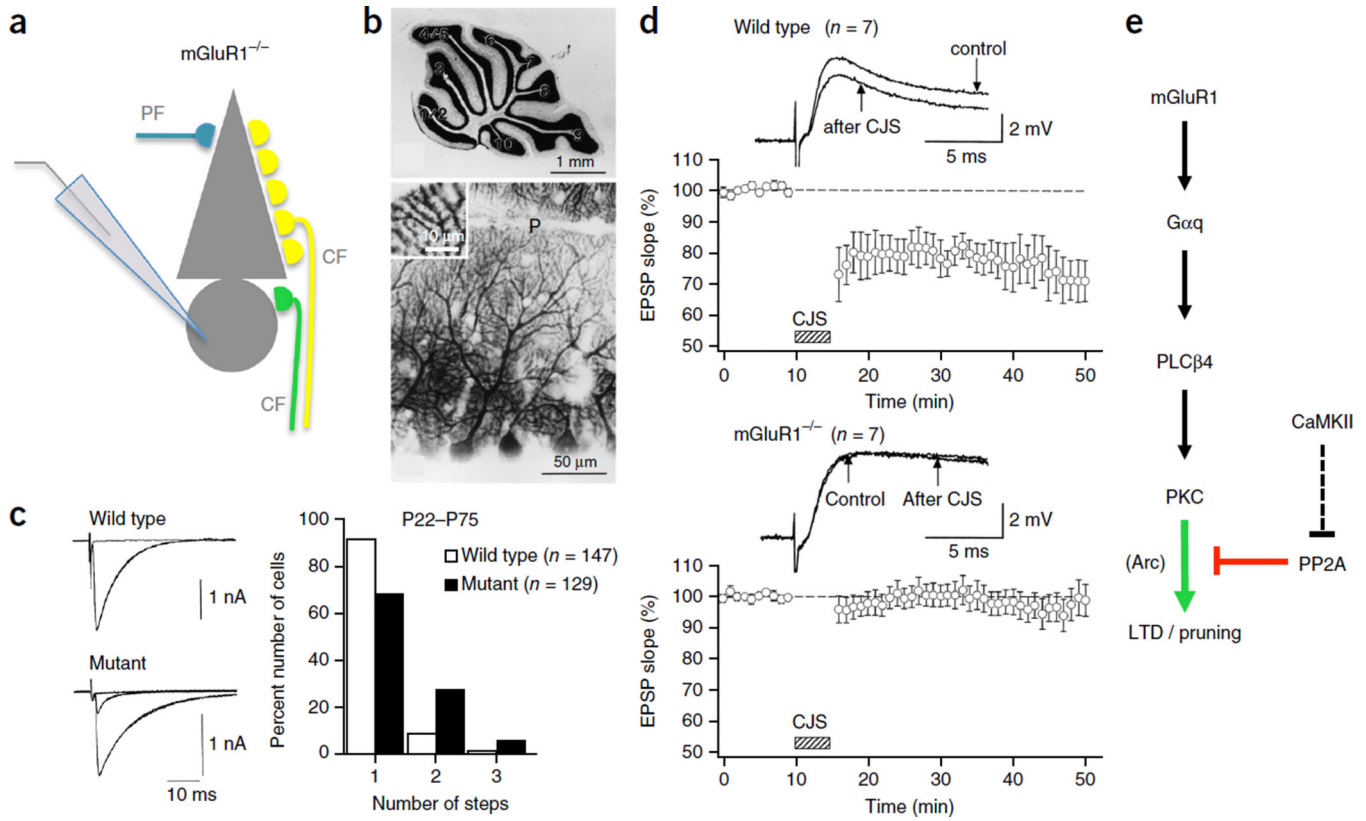 a
mGluR1−/−
PF
CF
CF
b
4/5
6
7
3
8
1/2
9
10
1 mm
10 μm
P
50 μm
c
Wild type
1 nA
Mutant
1 nA
10 ms
P22–P75
Wild type (n = 147)
Mutant (n = 129)
Percent number of cells
100
80
60
40
20
0
1 2 3
Number of steps
d
Wild type (n = 7)
control
after CJS
2 mV
5 ms
EPSP slope (%)
110
100
90
80
70
60
50
CJS
0 10 20 30 40 50
Time (min)
mGluR1−/− (n = 7)
Control
After CJS
2 mV
5 ms
EPSP slope (%)
110
100
90
80
70
60
50
CJS
0 10 20 30 40 50
Time (min)
e
mGluR1
Gαq
PLCβ4
CaMKII
PKC
(Arc)
PP2A
LTD / pruning